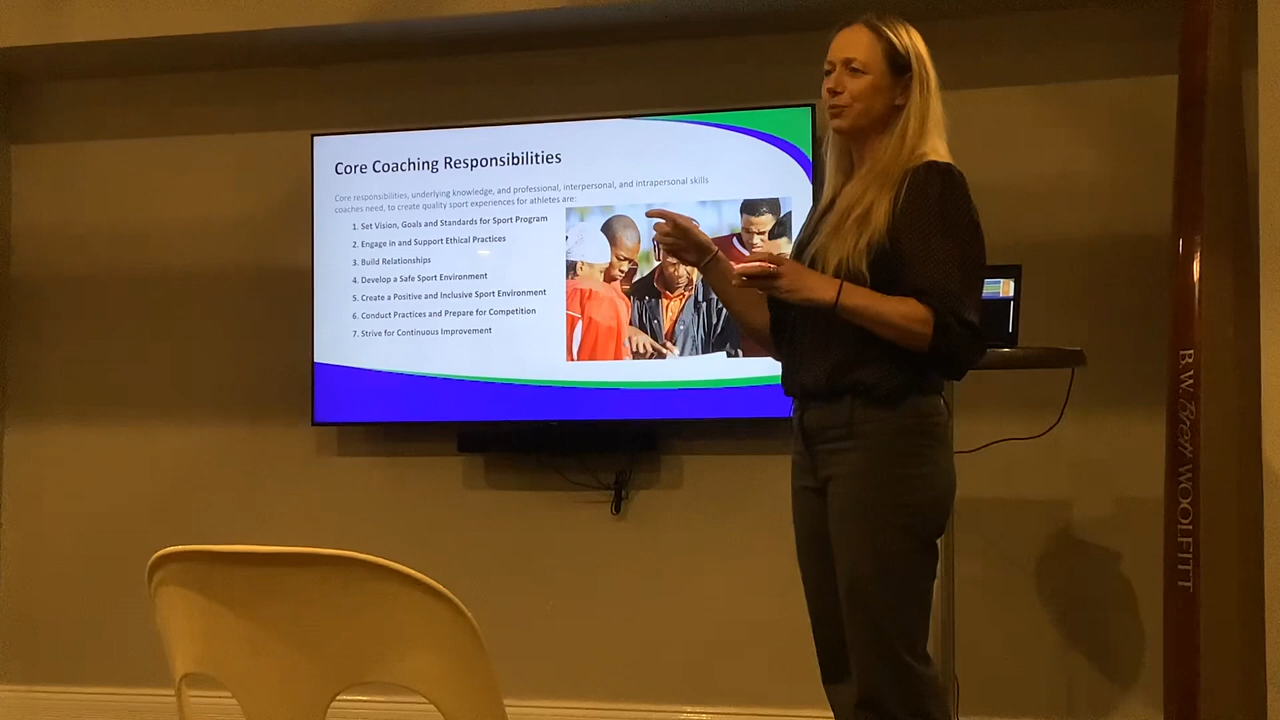 Core Coaching Responsibilities
Core responsibilities, underlying knowledge, and professional, interpersonal, and intrapersonal skills
coaches need, to create quality sport experiences for athletes are:
1. Set Vision, Goals and Standards for Sport Program
2. Engage in and Support Ethical Practices
3. Build Relationships
4. Develop a Safe Sport Environment
5. Create a Positive and Inclusive Sport Environment
6. Conduct Practices and Prepare for Competition
7. Strive for Continuous Improvement
B.W. Brett WOOLFITT